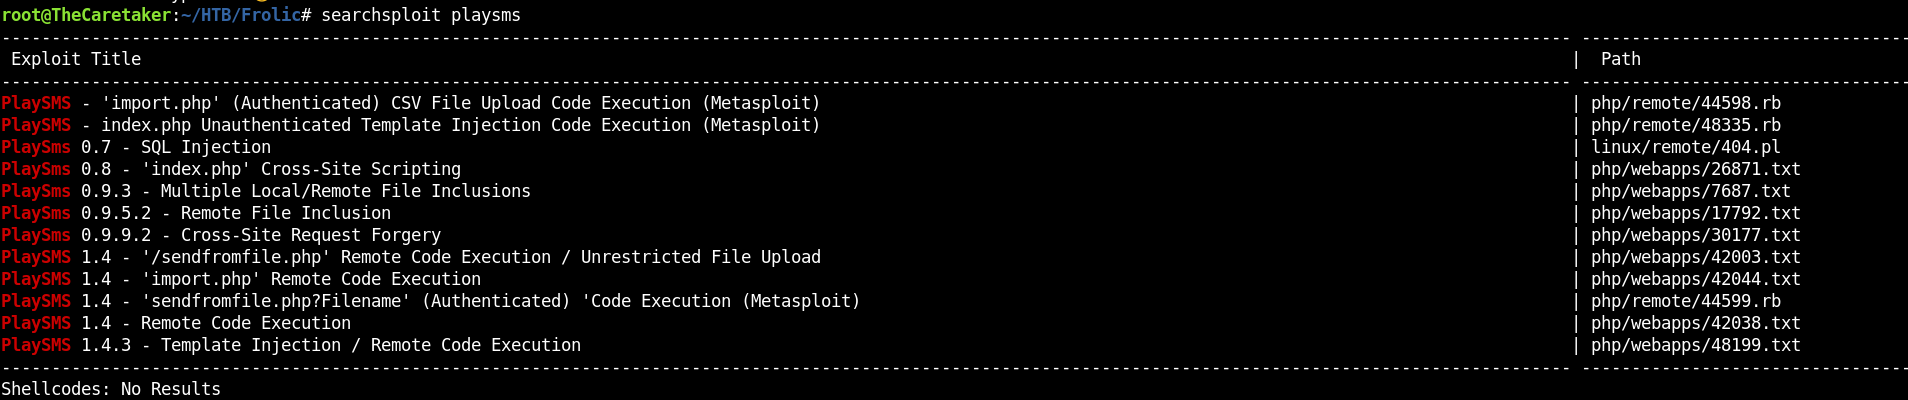 root@TheCaretaker:~/HTB/Frolic# searchsploit playsms
Exploit Title | Path
PlaySMS - 'import.php' (Authenticated) CSV File Upload Code Execution (Metasploit) | php/remote/44598.rb
PlaySMS - index.php Unauthenticated Template Injection Code Execution (Metasploit) | php/remote/48335.rb
PlaySms 0.7 - SQL Injection | linux/remote/404.pl
PlaySms 0.8 - 'index.php' Cross-Site Scripting | php/webapps/26871.txt
PlaySms 0.9.3 - Multiple Local/Remote File Inclusions | php/webapps/7687.txt
PlaySms 0.9.5.2 - Remote File Inclusion | php/webapps/17792.txt
PlaySms 0.9.9.2 - Cross-Site Request Forgery | php/webapps/30177.txt
PlaySMS 1.4 - '/sendfromfile.php' Remote Code Execution / Unrestricted File Upload | php/webapps/42003.txt
PlaySMS 1.4 - 'import.php' Remote Code Execution | php/webapps/42044.txt
PlaySMS 1.4 - 'sendfromfile.php?Filename' (Authenticated) 'Code Execution (Metasploit) | php/remote/44599.rb
PlaySMS 1.4 - Remote Code Execution | php/webapps/42038.txt
PlaySMS 1.4.3 - Template Injection / Remote Code Execution | php/webapps/48199.txt
Shellcodes: No Results